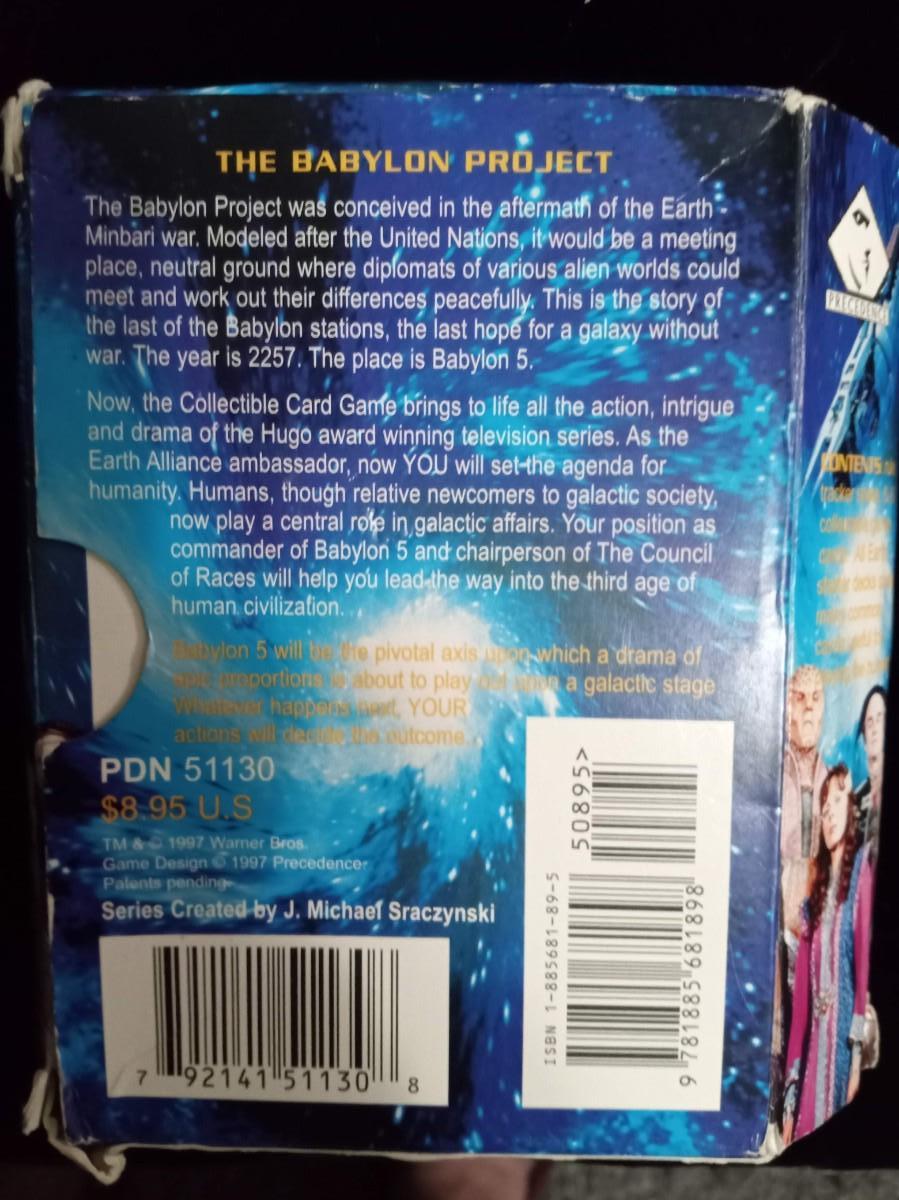 THE BABYLON PROJECT
The Babylon Project was conceived in the aftermath of the Earth -
Minbari war. Modeled after the United Nations, it would be a meeting
place, neutral ground where diplomats of various alien worlds could
meet and work out their differences peacefully. This is the story of
the last of the Babylon stations, the last hope for a galaxy without
war. The year is 2257. The place is Babylon 5.
Now, the Collectible Card Game brings to life all the action, intrigue
and drama of the Hugo award winning television series. As the
Earth Alliance ambassador, now YOU will set the agenda for
humanity. Humans, though relative newcomers to galactic society,
now play a central role in galactic affairs. Your position as
commander of Babylon 5 and chairperson of The Council
of Races will help you lead the way into the third age of
human civilization.
Babylon 5 will be the pivotal axis upon which a drama of
epic proportions is about to play out upon a galactic stage
Whatever happens next, YOUR
actions will decide the outcome.
PDN 51130
$8.95 U.S
TM & © 1997 Warner Bros.
Game Design © 1997 Precedence
Patents pending
Series Created by J. Michael Sraczynski
7 92141 51130 8
50895>
ISBN 1-885681-89-5
9 781885 681898
PRECEDENCE
CONTENTS
tracker
cards. All
starter decks
many common